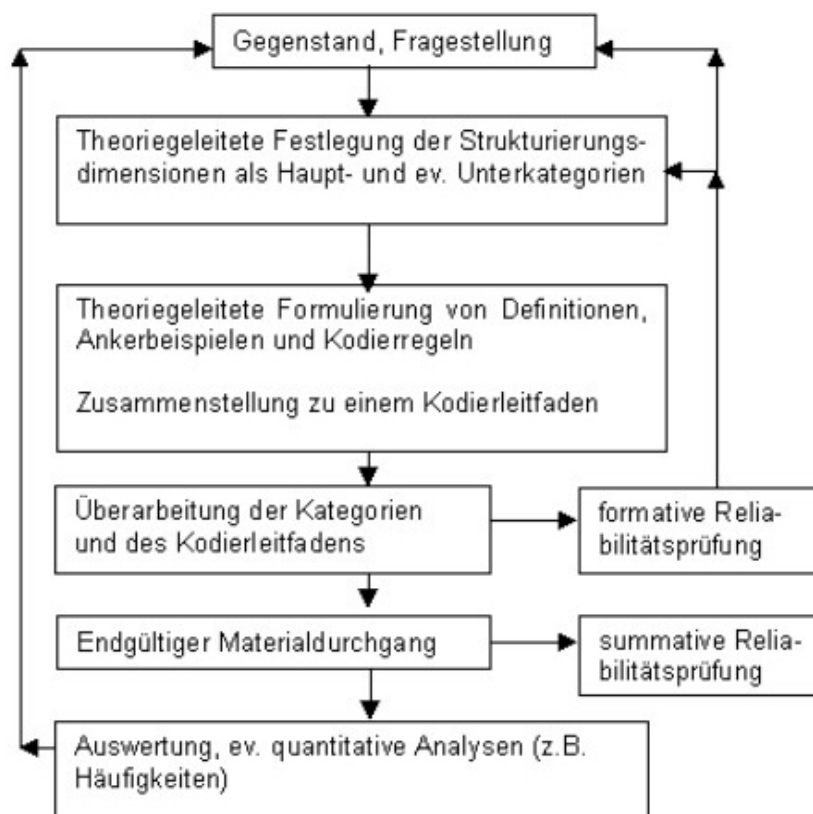 Gegenstand, Fragestellung
Theoriegeleitete Festlegung der Strukturierungs-
dimensionen als Haupt- und ev. Unterkategorien
Theoriegeleitete Formulierung von Definitionen,
Ankerbeispielen und Kodierregeln
Zusammenstellung zu einem Kodierleitfaden
Überarbeitung der Kategorien
und des Kodierleitfadens
formative Relia-
bilitätsprüfung
Endgültiger Materialdurchgang
summative Relia-
bilitätsprüfung
Auswertung, ev. quantitative Analysen (z.B.
Häufigkeiten)